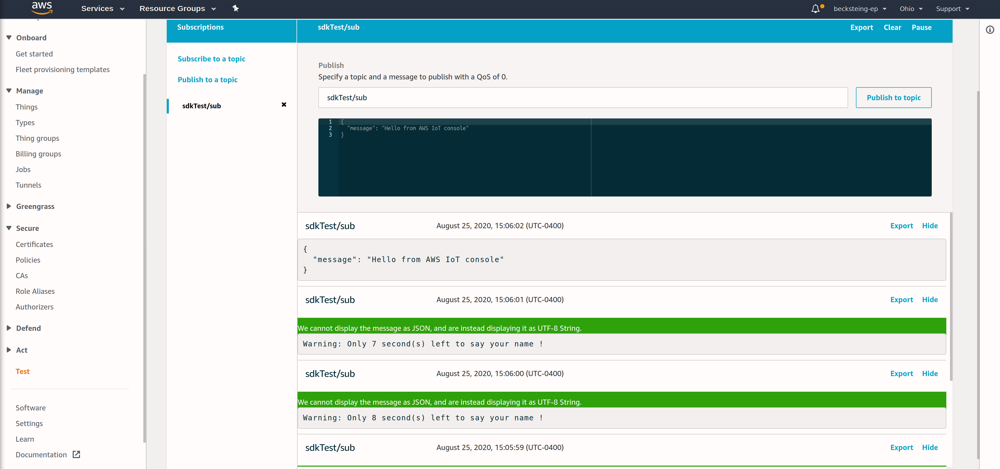 aws
Services
Resource Groups
becksteing-ep
Ohio
Support
Onboard
Get started
Fleet provisioning templates
Manage
Things
Types
Thing groups
Billing groups
Jobs
Tunnels
Greengrass
Secure
Certificates
Policies
CAs
Role Aliases
Authorizers
Defend
Act
Test
Software
Settings
Learn
Documentation
Subscriptions
Subscribe to a topic
Publish to a topic
sdkTest/sub
sdkTest/sub
Export Clear Pause
Publish
Specify a topic and a message to publish with a QoS of 0.
sdkTest/sub
Publish to topic
1 {
2 "message": "Hello from AWS IoT console"
3 }
sdkTest/sub August 25, 2020, 15:06:02 (UTC-0400) Export Hide
{
"message": "Hello from AWS IoT console"
}
sdkTest/sub August 25, 2020, 15:06:01 (UTC-0400) Export Hide
We cannot display the message as JSON, and are instead displaying it as UTF-8 String.
Warning: Only 7 second(s) left to say your name !
sdkTest/sub August 25, 2020, 15:06:00 (UTC-0400) Export Hide
We cannot display the message as JSON, and are instead displaying it as UTF-8 String.
Warning: Only 8 second(s) left to say your name !
sdkTest/sub August 25, 2020, 15:05:59 (UTC-0400) Export Hide